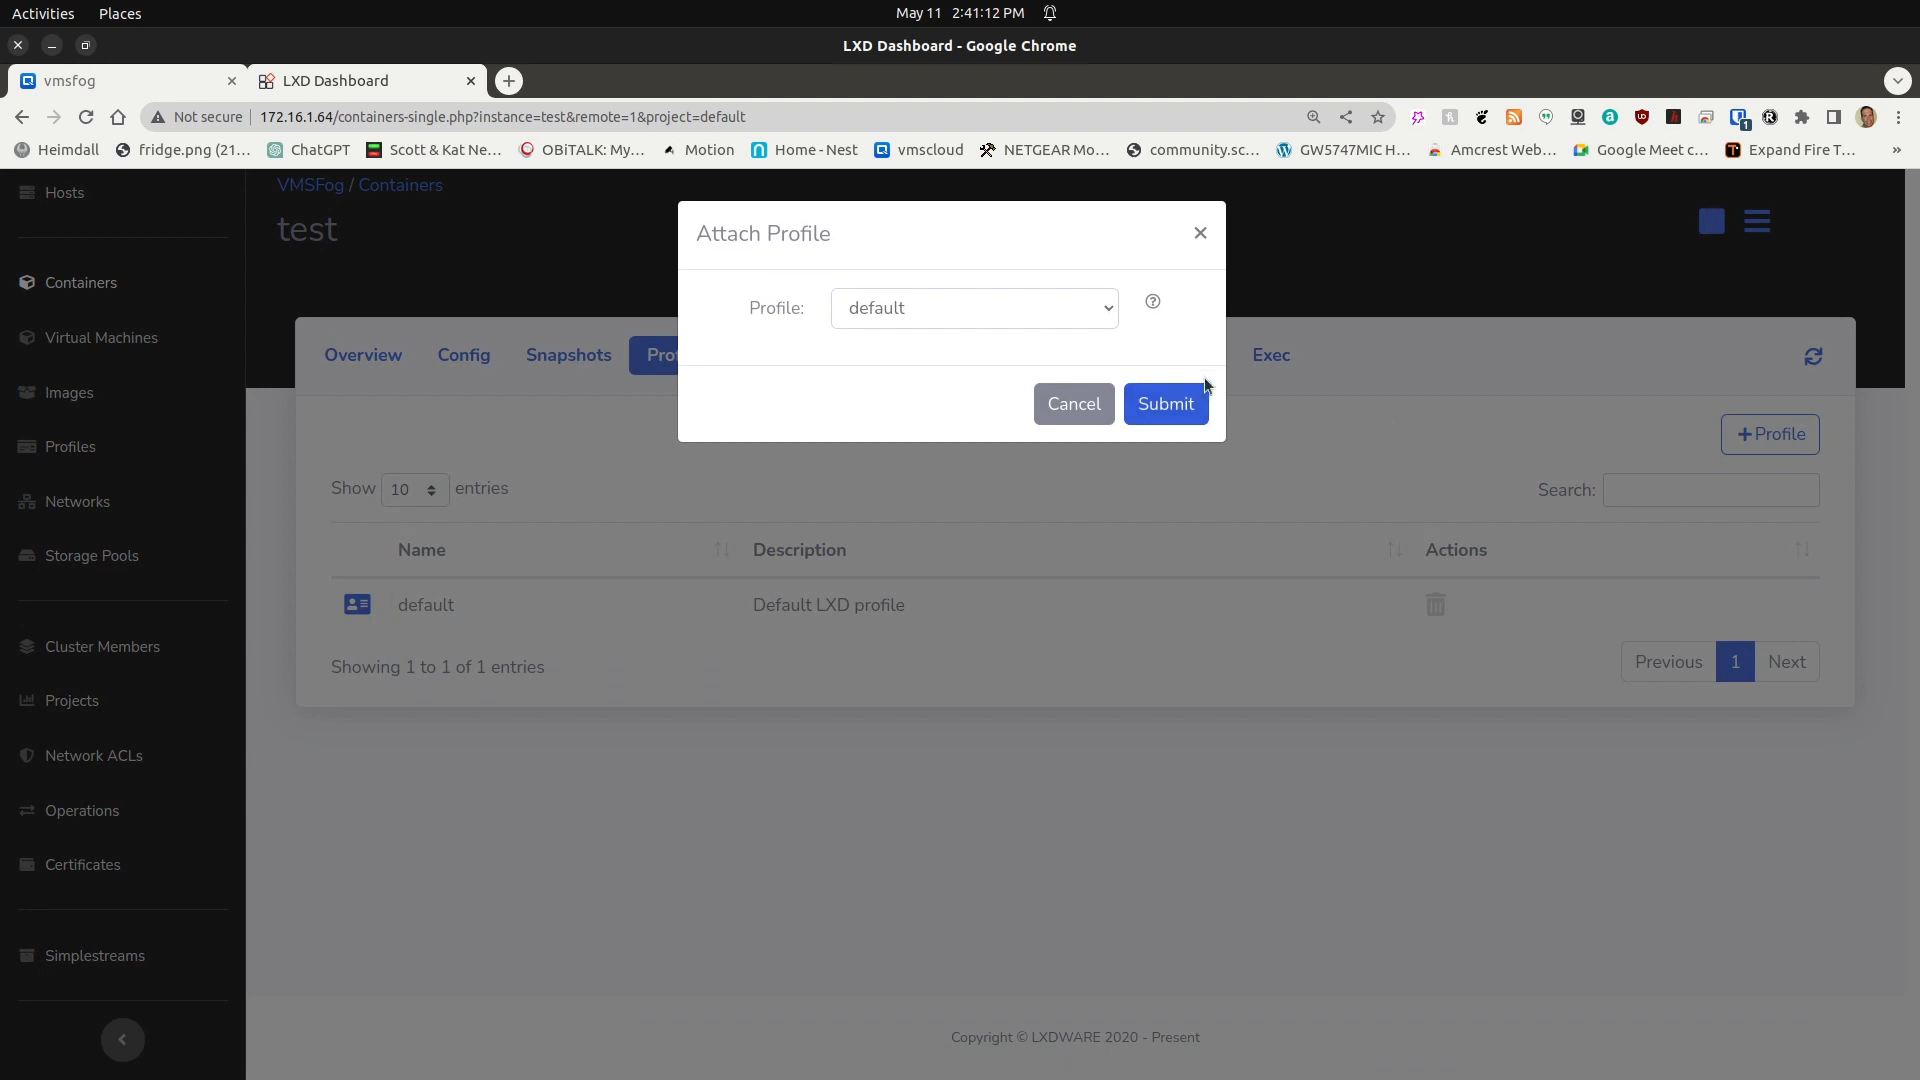 Activities Places May 11 2:41:12 PM
LXD Dashboard - Google Chrome
vmsfog LXD Dashboard
Not secure 172.16.1.64/containers-single.php?instance=test&remote=1&project=default
Heimdall fridge.png (21... ChatGPT Scott & Kat Ne... OBiTALK: My... Motion Home - Nest vmscloud NETGEAR Mo... community.sc... GW5747MIC H... Amcrest Web... Google Meet c... Expand Fire T... »
Hosts
VMSFog / Containers
test
Attach Profile
Profile: default
Cancel Submit
Containers
Virtual Machines
Images
Profiles
Networks
Storage Pools
Cluster Members
Projects
Network ACLs
Operations
Certificates
Simplestreams
Overview Config Snapshots Exec
+Profile
Show 10 entries Search:
Name Description Actions
default Default LXD profile
Showing 1 to 1 of 1 entries Previous 1 Next
Copyright © LXDWARE 2020 - Present